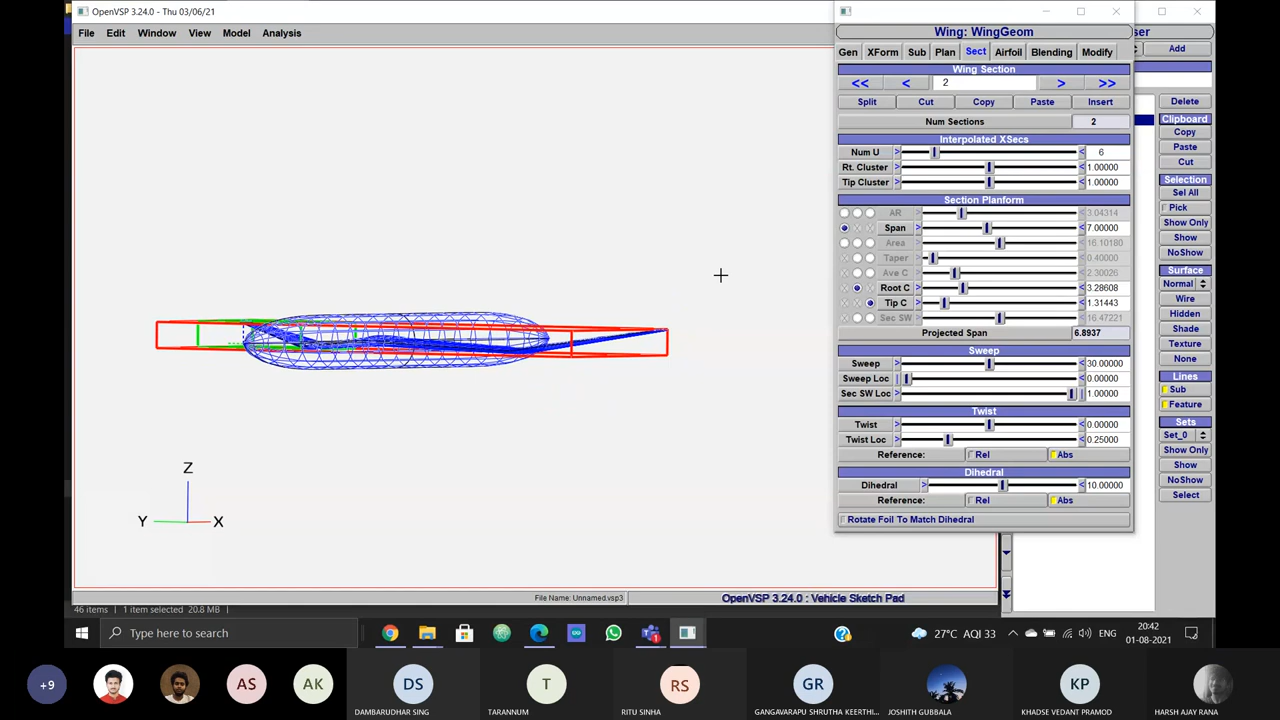 OpenVSP 3.24.0 - Thu 03/06/21
File Edit Window View Model Analysis
Z
Y X
File Name: Unnamed.vsp3
OpenVSP 3.24.0 : Vehicle Sketch Pad
Wing: WingGeom
Gen XForm Sub Plan Sect Airfoil Blending Modify
Wing Section
<< < 2 > >>
Split Cut Copy Paste Insert
Num Sections 2
Interpolated XSecs
Num U > < 6
Rt. Cluster > < 1.00000
Tip Cluster > < 1.00000
Section Planform
AR > < 3.04314
Span > < 7.00000
Area > < 16.10180
Taper > < 0.40000
Ave C > < 2.30026
Root C > < 3.28608
Tip C > < 1.31443
Sec SW > < 16.47221
Projected Span 6.8937
Sweep
Sweep > < 30.00000
Sweep Loc | < 0.00000
Sec SW Loc > | 1.00000
Twist
Twist > < 0.00000
Twist Loc > < 0.25000
Reference: Rel Abs
Dihedral
Dihedral > < 10.00000
Reference: Rel Abs
Rotate Foil To Match Dihedral
ser
Add
Delete
Clipboard
Copy
Paste
Cut
Selection
Sel All
Pick
Show Only
Show
NoShow
Surface
Normal
Wire
Hidden
Shade
Texture
None
Lines
Sub
Feature
Sets
Set_0
Show Only
Show
NoShow
Select
46 items | 1 item selected 20.8 MB |
Type here to search
27°C AQI 33
ENG
20:42
01-08-2021
+9 AS AK DS T RS GR KP
DAMBARUDHAR SING TARANNUM RITU SINHA GANGAVARAPU SHRUTHA KEERTHI... JOSHITH GUBBALA KHADSE VEDANT PRAMOD HARSH AJAY RANA